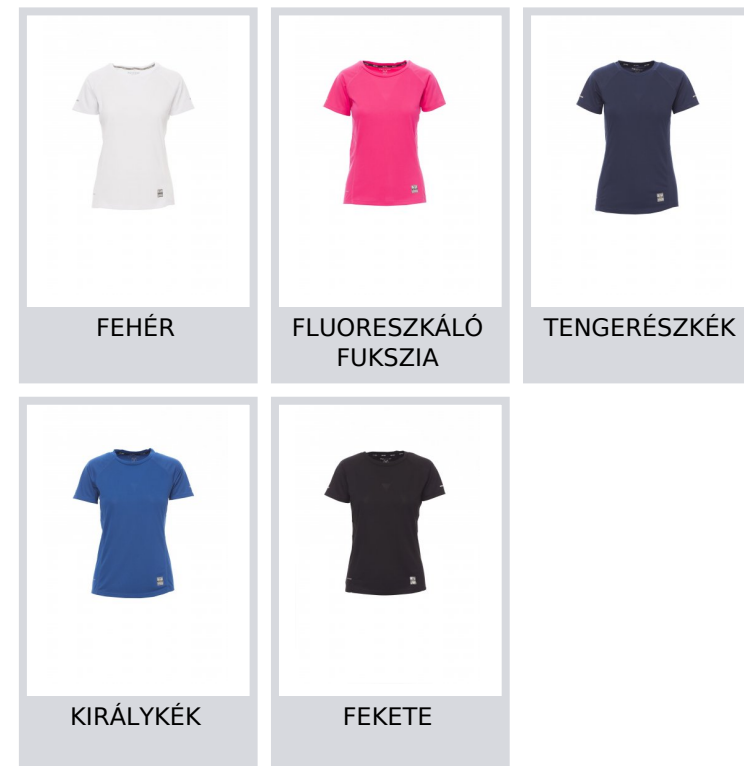 FEHÉR
FLUORESZKÁLÓ
FUKSZIA
TENGERÉSZKÉK
KIRÁLYKÉK
FEKETE